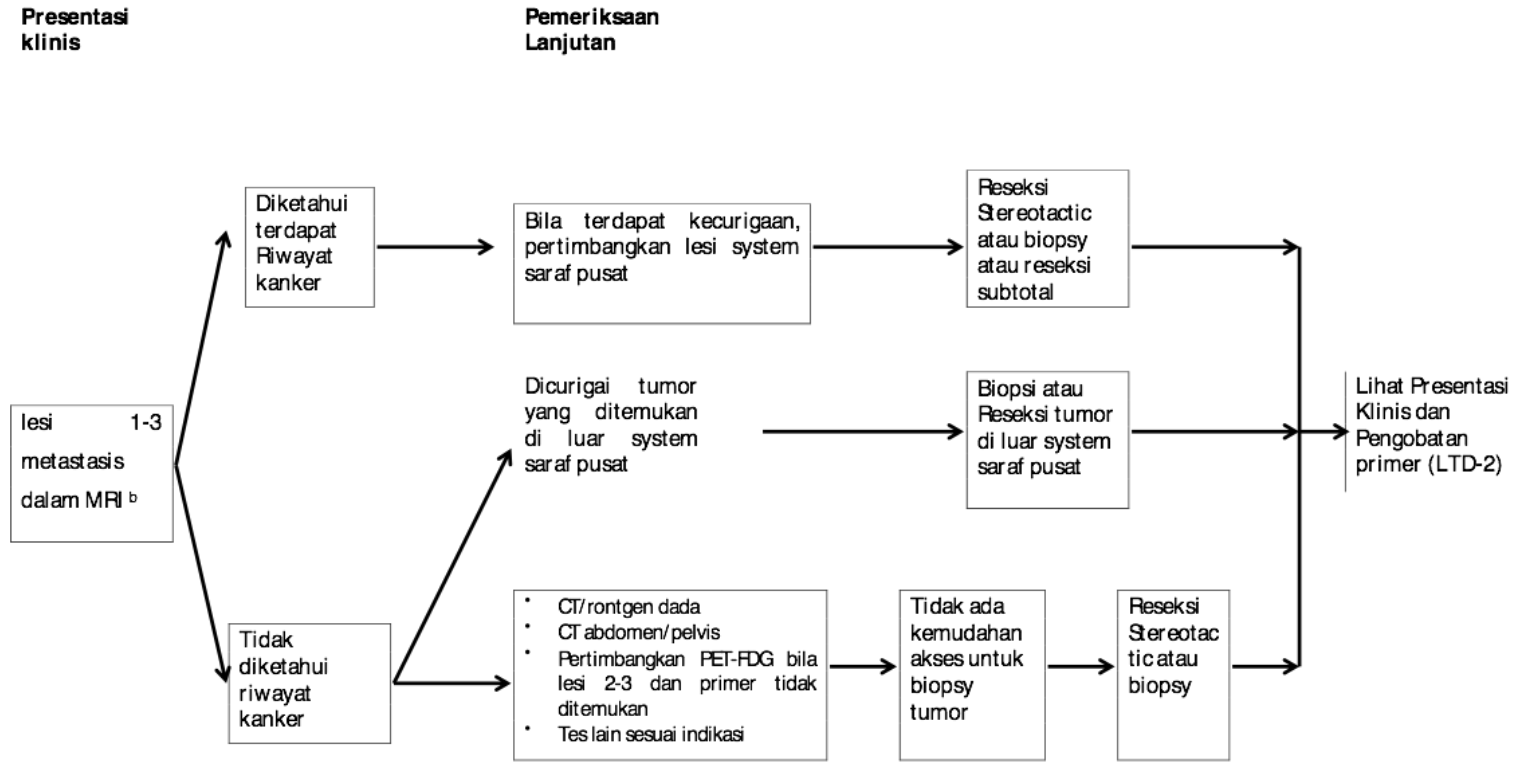 Presentasi
klinis
Pemeriksaan
Lanjutan
lesi 1-3
metastasis
dalam MRI b
Diketahui
terdapat
Riwayat
kanker
Bila terdapat kecurigaan,
pertimbangkan lesi system
saraf pusat
Reseksi
Stereotactic
atau biopsy
atau reseksi
subtotal
Dicurigai tumor
yang ditemukan
di luar system
saraf pusat
Biopsi atau
Reseksi tumor
di luar system
saraf pusat
Lihat Presentasi
Klinis dan
Pengobatan
primer (LTD-2)
Tidak
diketahui
riwayat
kanker
• CT/rontgen dada
• CT abdomen/pelvis
• Pertimbangkan PET-FDG bila
lesi 2-3 dan primer tidak
ditemukan
• Tes lain sesuai indikasi
Tidak ada
kemudahan
akses untuk
biopsy
tumor
Reseksi
Stereotac
tic atau
biopsy